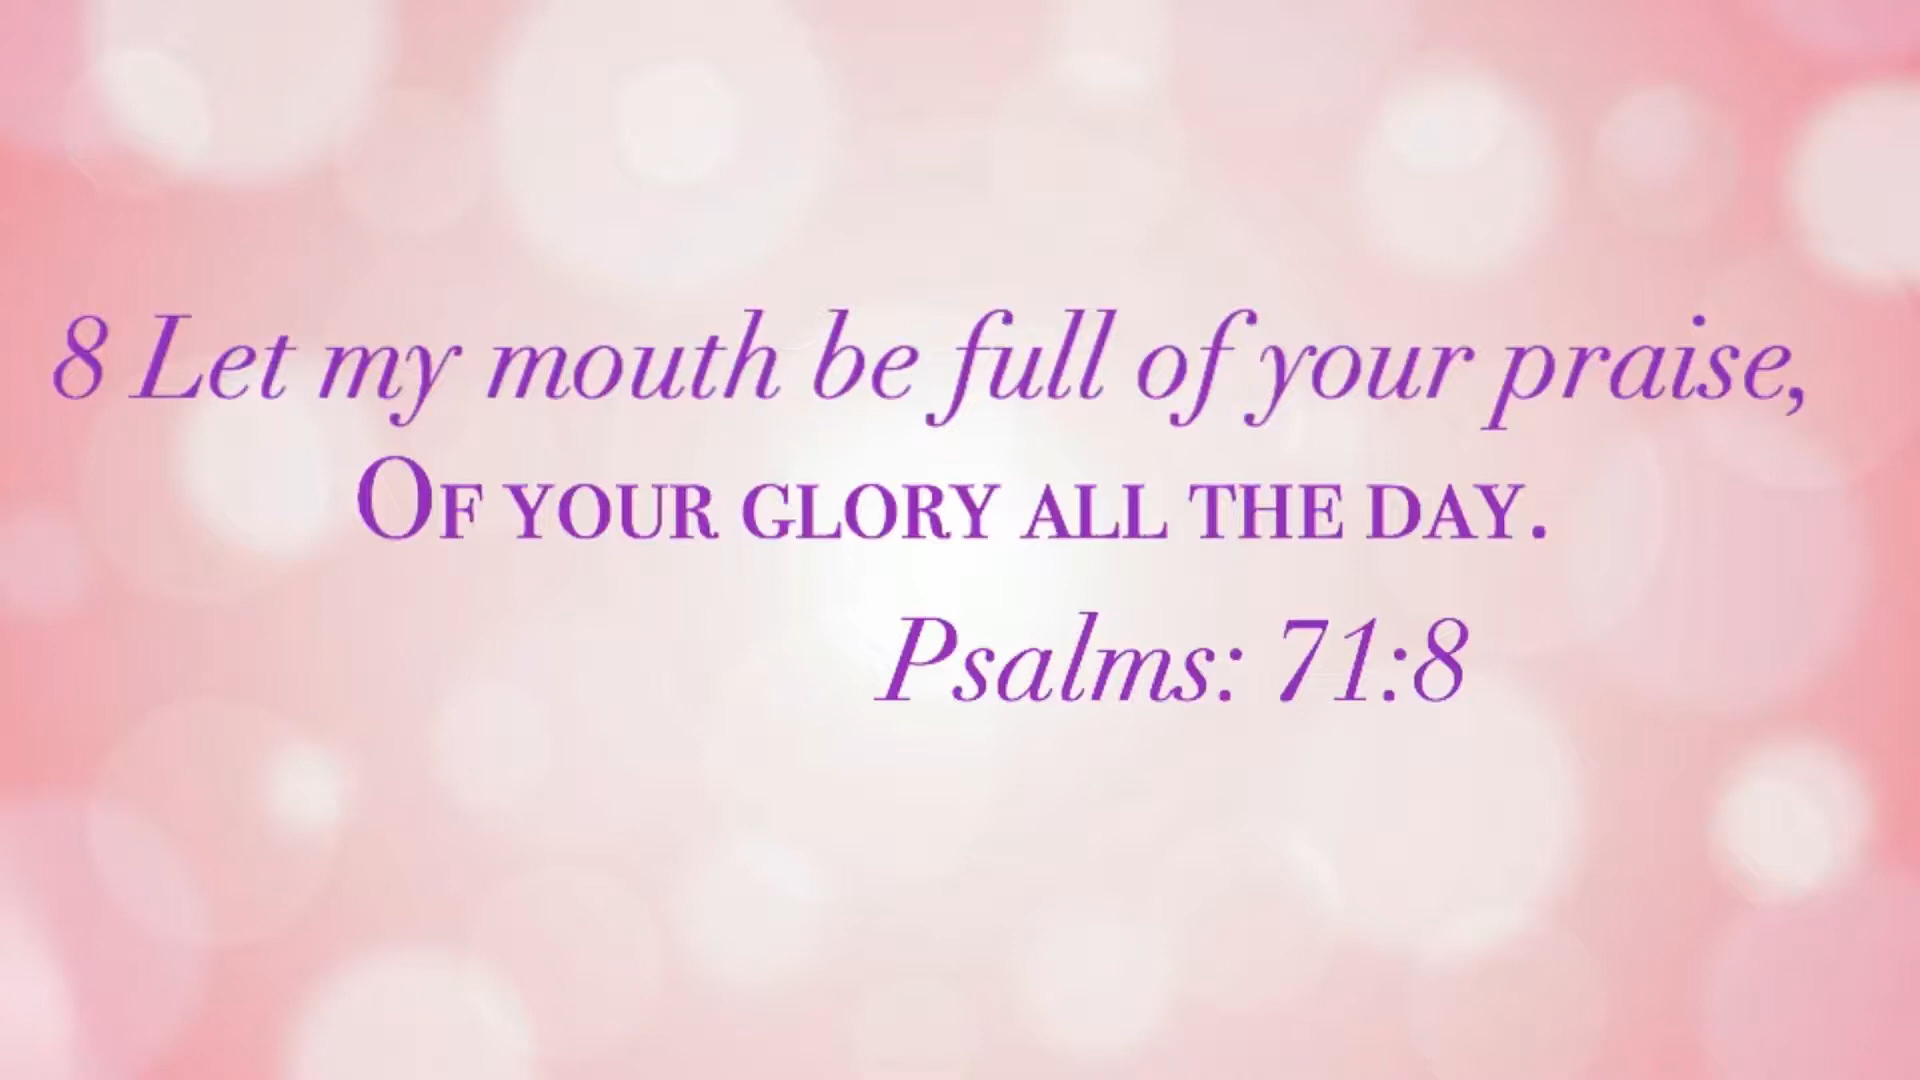 8 Let my mouth be full of your praise,
Of your glory all the day.
Psalms: 71:8